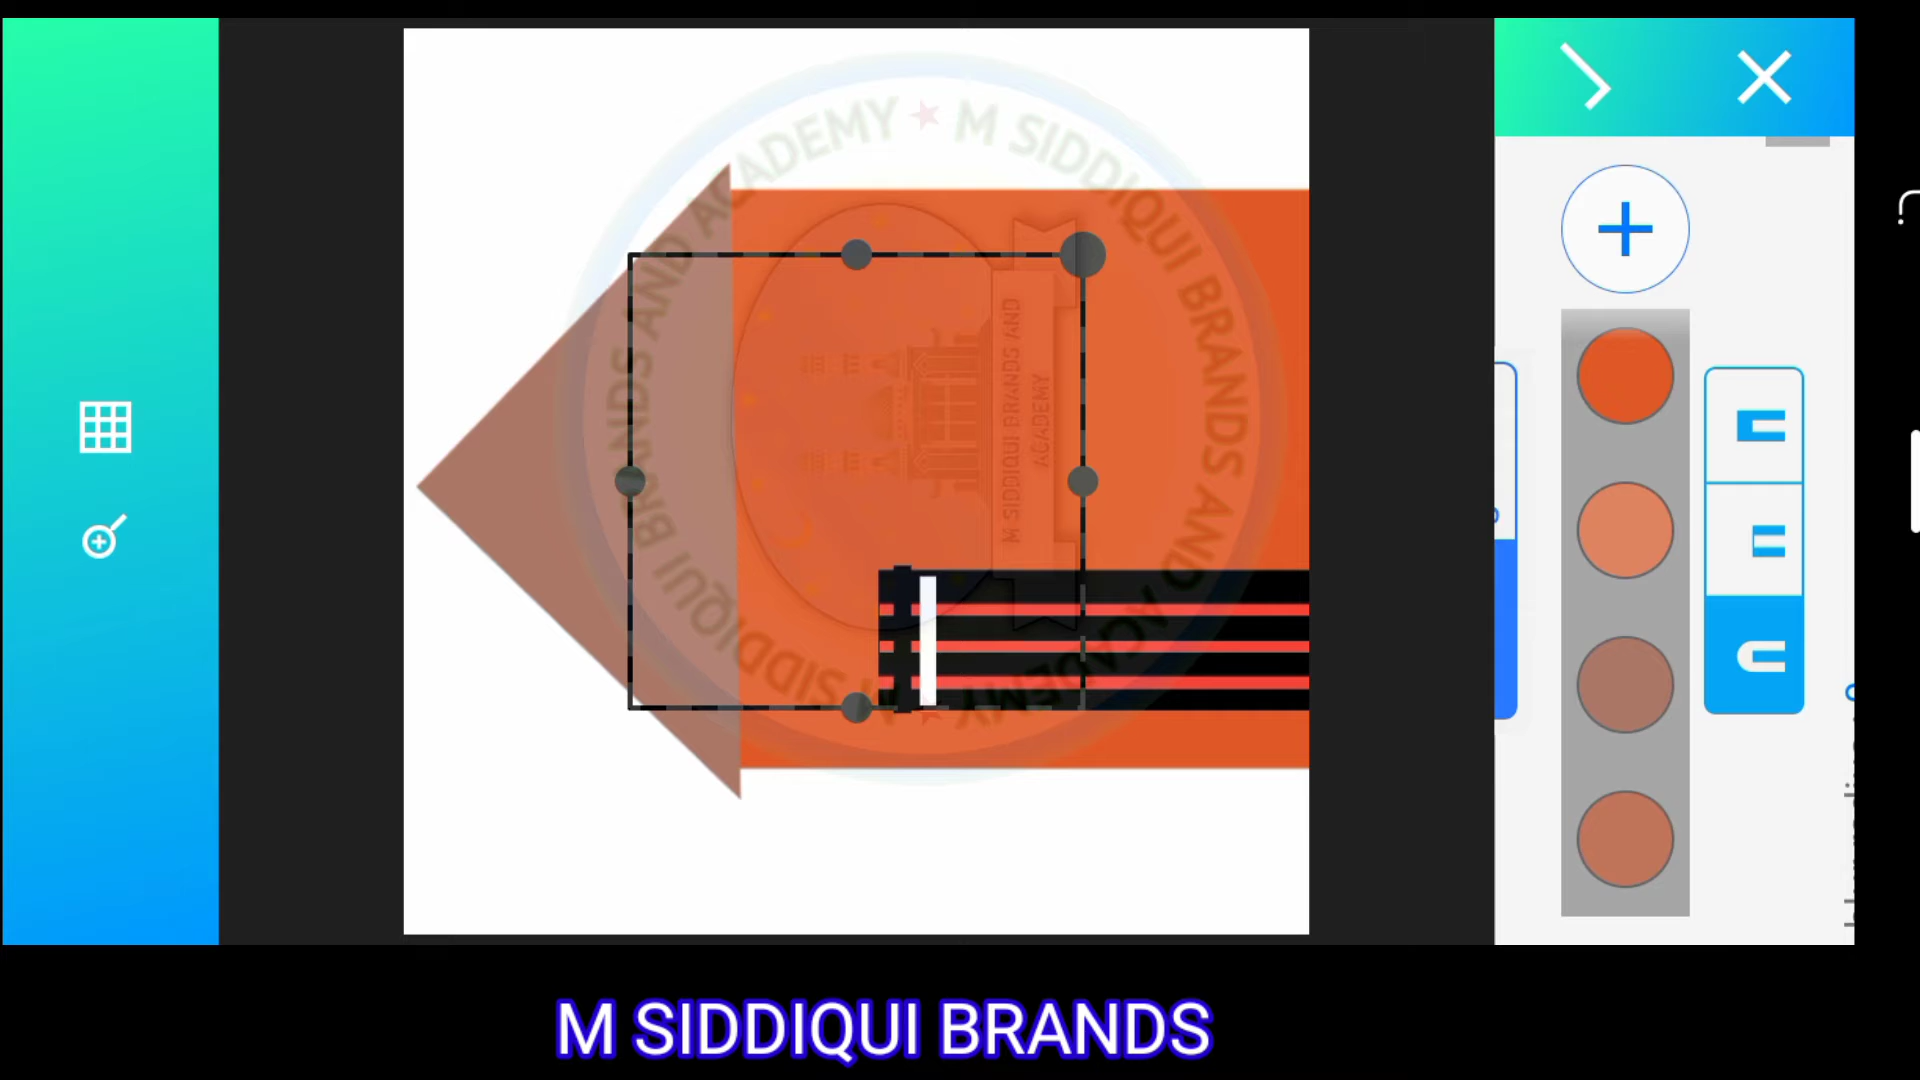 M SIDDIQUI BRANDS AND ACADEMY ★ M SIDDIQUI BRANDS AND ACADEMY ★
M SIDDIQUI BRANDS AND
ACADEMY
M SIDDIQUI BRANDS